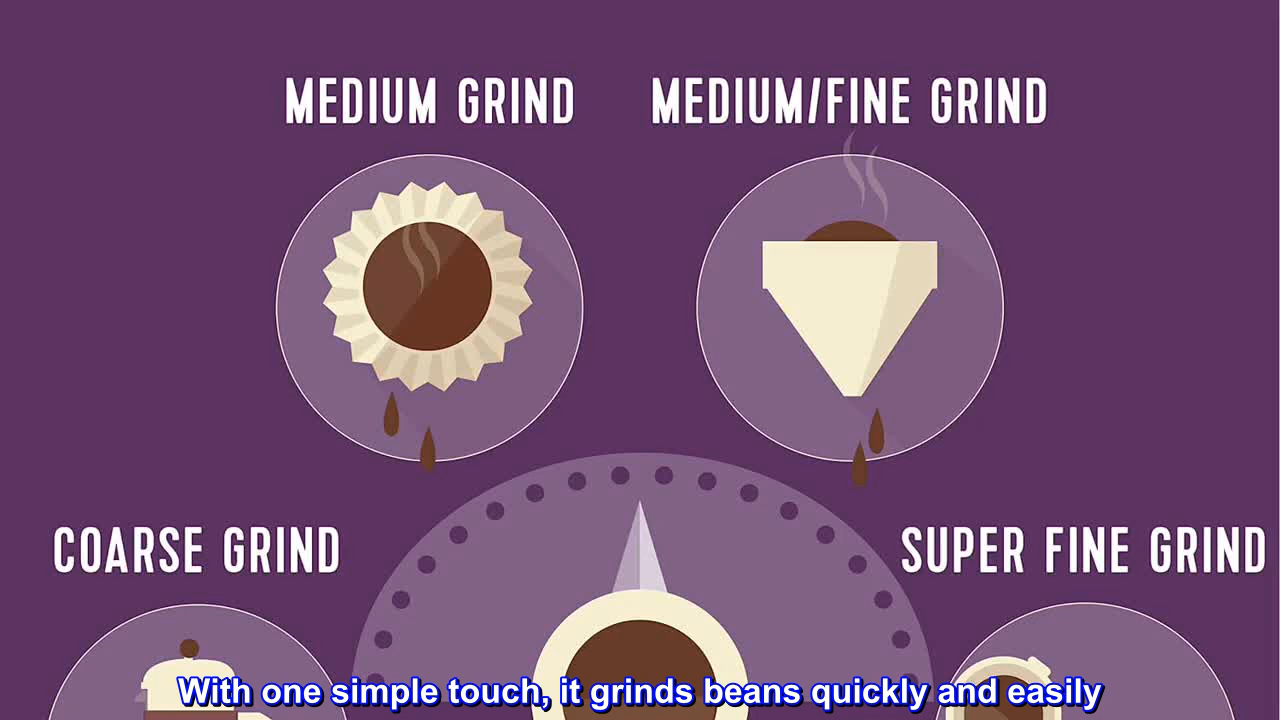 MEDIUM GRIND
MEDIUM/FINE GRIND
COARSE GRIND
SUPER FINE GRIND
With one simple touch, it grinds beans quickly and easily